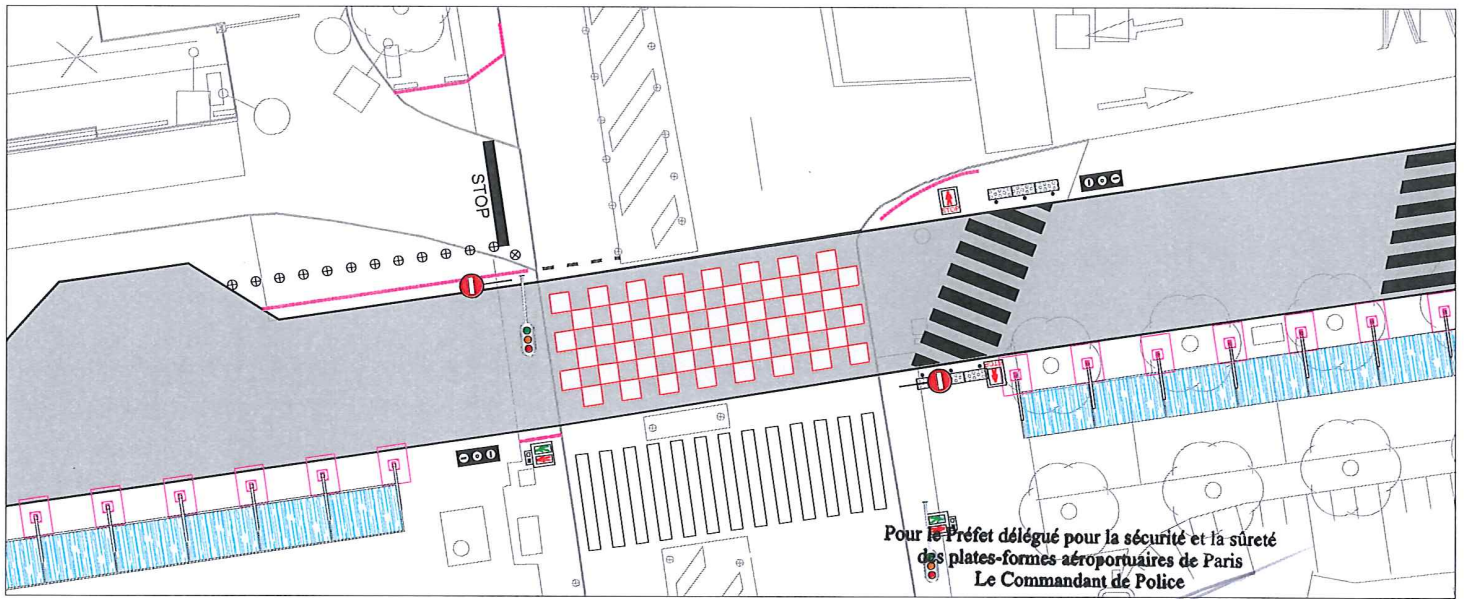 STOP
STOP
Pour le Préfet délégué pour la sécurité et la sûreté
des plates-formes aéroportuaires de Paris
Le Commandant de Police